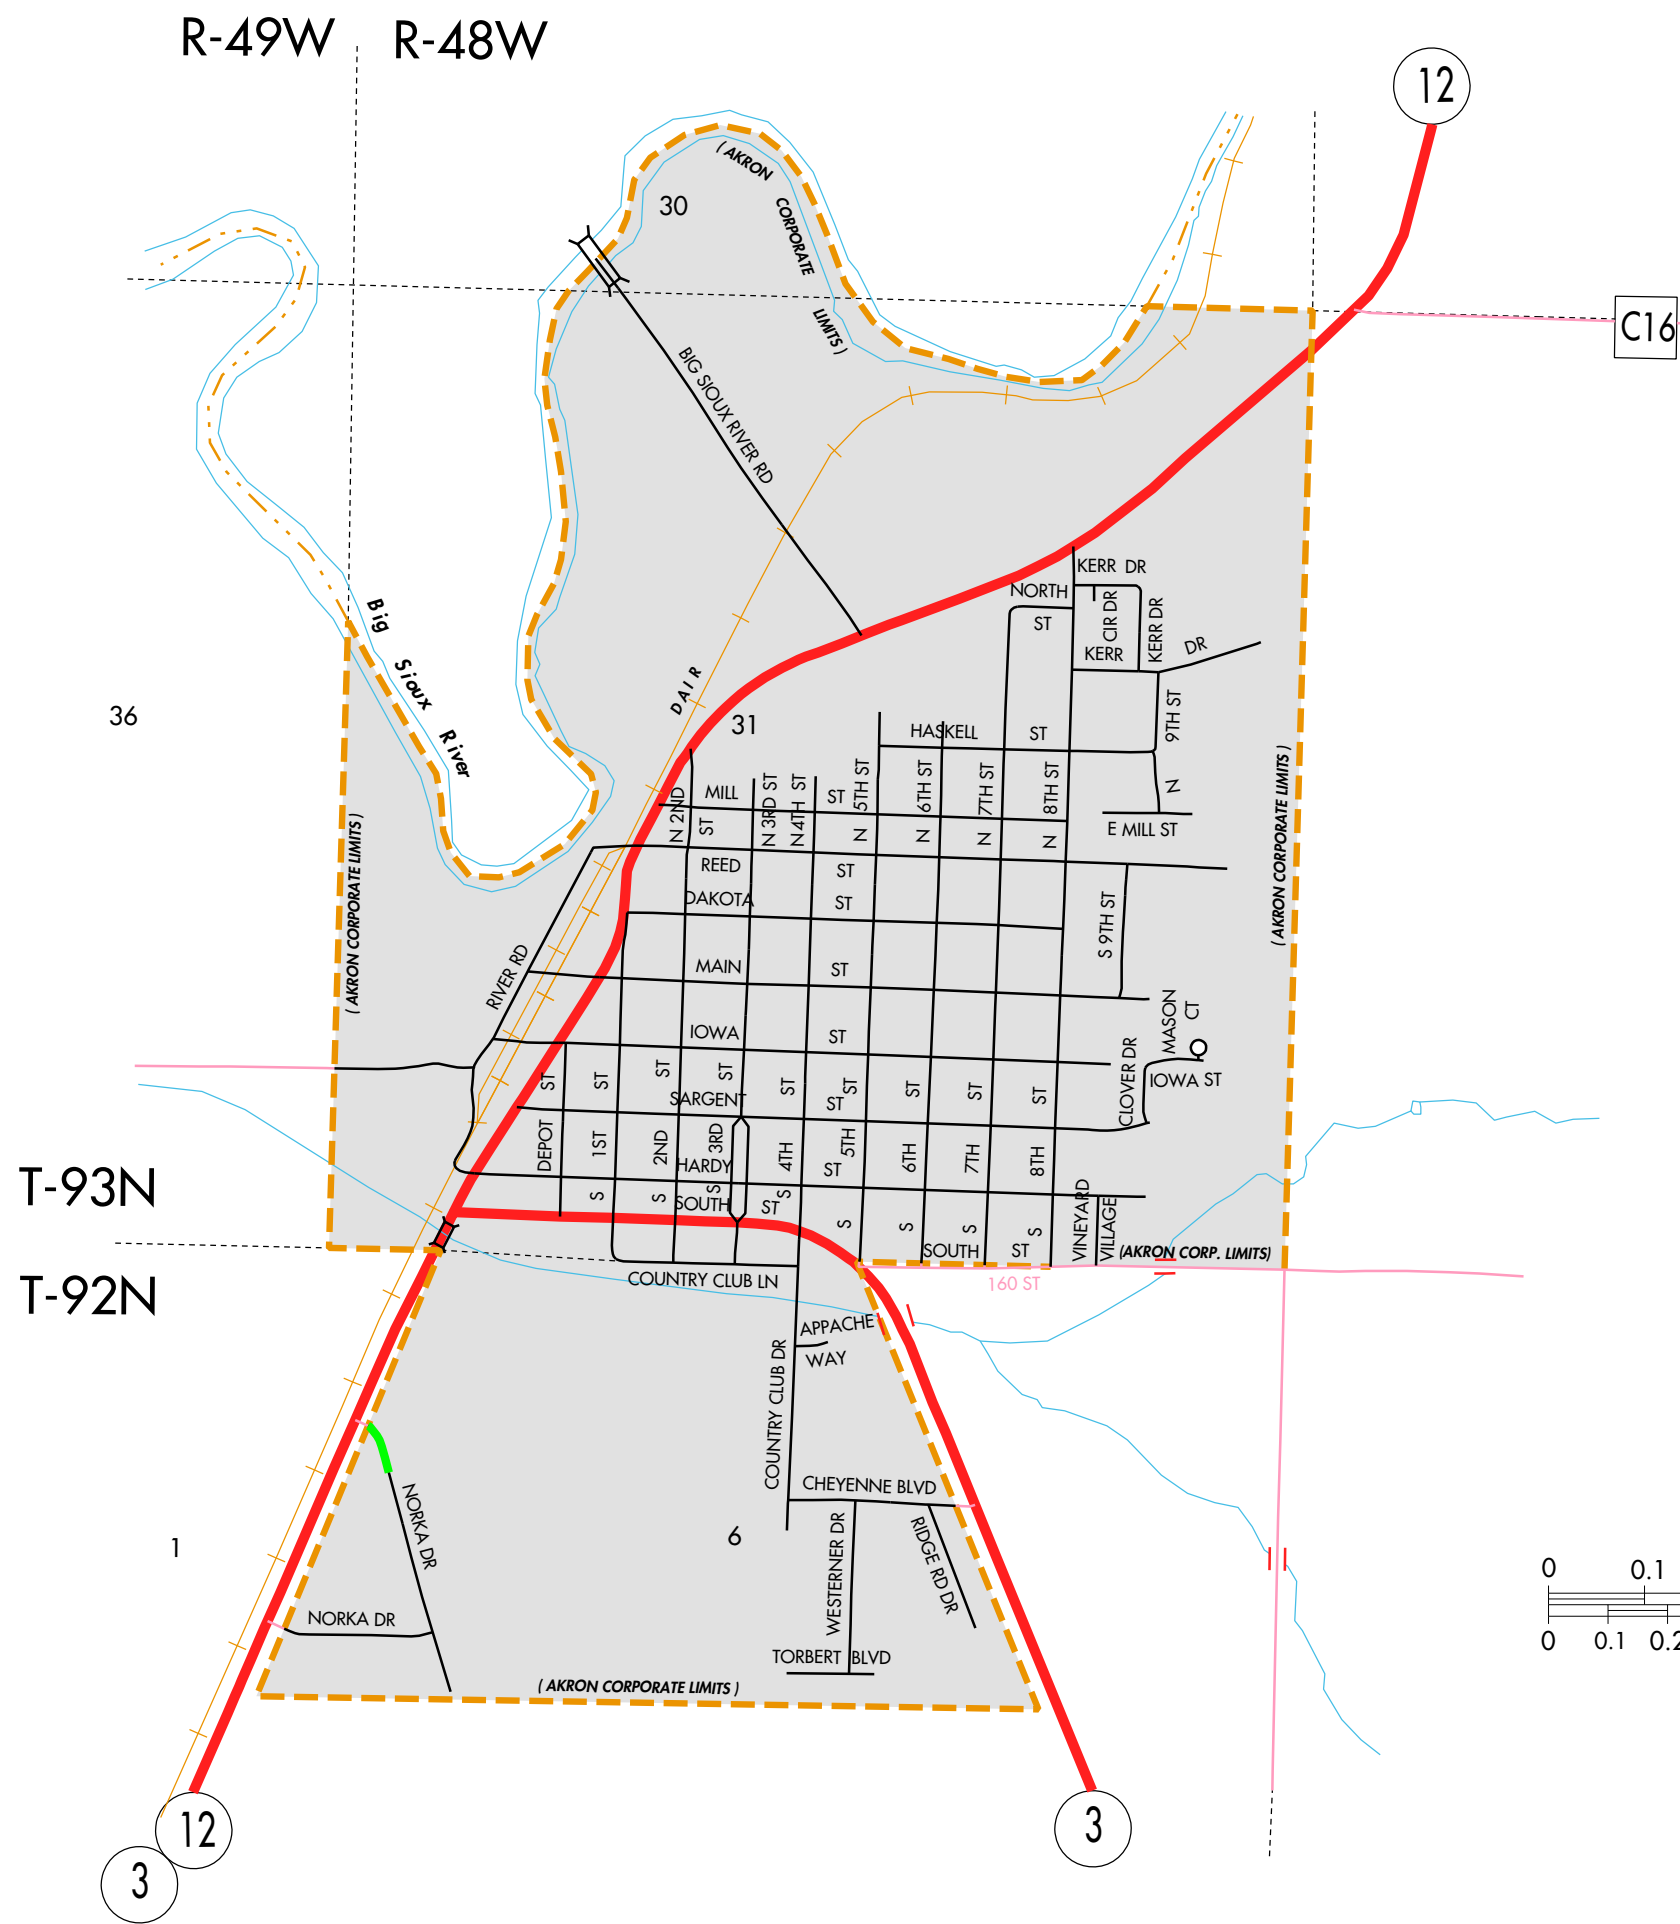 R-49W
R-48W
12
30
( AKRON
CORPORATE
LIMITS )
C16
BIG SIOUX RIVER RD
KERR DR
NORTH
ST
CIR DR
KERR
KERR DR
DR
Big
Sioux
River
36
DAIR
31
HASKELL ST
9TH ST
N
MILL ST
N 2ND
ST
N 3RD ST
N 4TH ST
N 5TH ST
N 6TH ST
N 7TH ST
N 8TH ST
E MILL ST
REED ST
DAKOTA ST
S 9TH ST
( AKRON CORPORATE LIMITS )
( AKRON CORPORATE LIMITS )
RIVER RD
MAIN ST
MASON
CT
IOWA ST
CLOVER DR
IOWA ST
SARGENT ST
DEPOT ST
S 1ST ST
S 2ND ST
S 3RD ST
S 4TH ST
S 5TH ST
S 6TH ST
S 7TH ST
S 8TH ST
HARDY ST
SOUTH ST
T-93N
VINEYARD
VILLAGE
SOUTH ST
(AKRON CORP. LIMITS)
T-92N
COUNTRY CLUB LN
160 ST
APPACHE
WAY
COUNTRY CLUB DR
CHEYENNE BLVD
NORKA DR
1
6
WESTERNER DR
RIDGE RD DR
NORKA DR
TORBERT BLVD
( AKRON CORPORATE LIMITS )
0 0.1
0 0.1 0.2
12
3
3